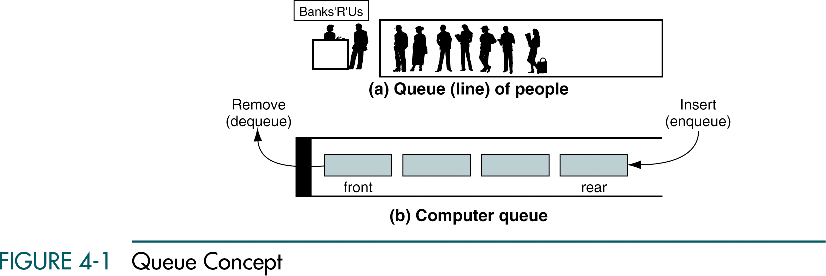 Banks'R'Us
(a) Queue (line) of people
Remove
(dequeue)
Insert
(enqueue)
front
rear
(b) Computer queue
FIGURE 4-1 Queue Concept